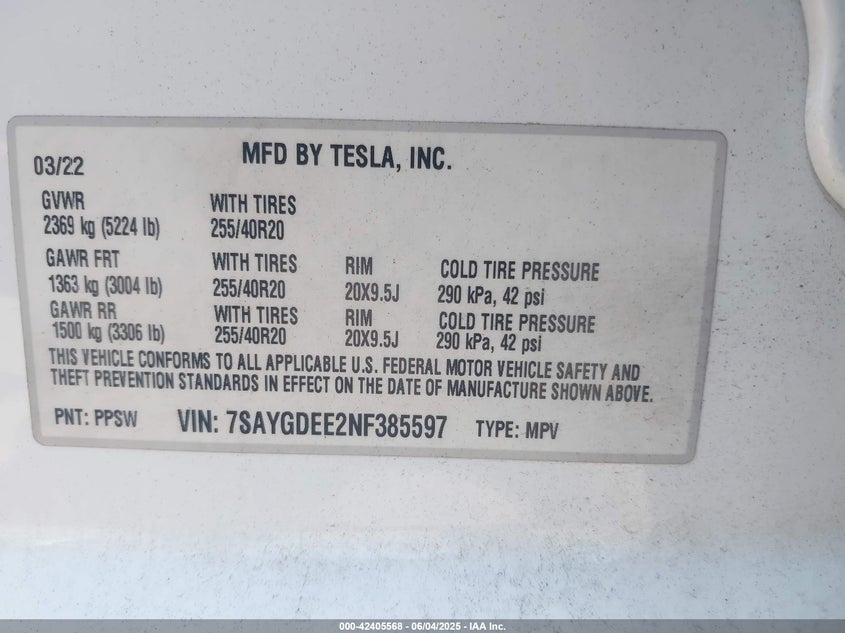 03/22 MFD BY TESLA, INC.
GVWR WITH TIRES
2369 kg (5224 lb) 255/40R20
GAWR FRT WITH TIRES RIM COLD TIRE PRESSURE
1363 kg (3004 lb) 255/40R20 20X9.5J 290 kPa, 42 psi
GAWR RR WITH TIRES RIM COLD TIRE PRESSURE
1500 kg (3306 lb) 255/40R20 20X9.5J 290 kPa, 42 psi
THIS VEHICLE CONFORMS TO ALL APPLICABLE U.S. FEDERAL MOTOR VEHICLE SAFETY AND
THEFT PREVENTION STANDARDS IN EFFECT ON THE DATE OF MANUFACTURE SHOWN ABOVE.
PNT: PPSW VIN: 7SAYGDEE2NF385597 TYPE: MPV
000-42405568 - 06/04/2025 - IAA Inc.